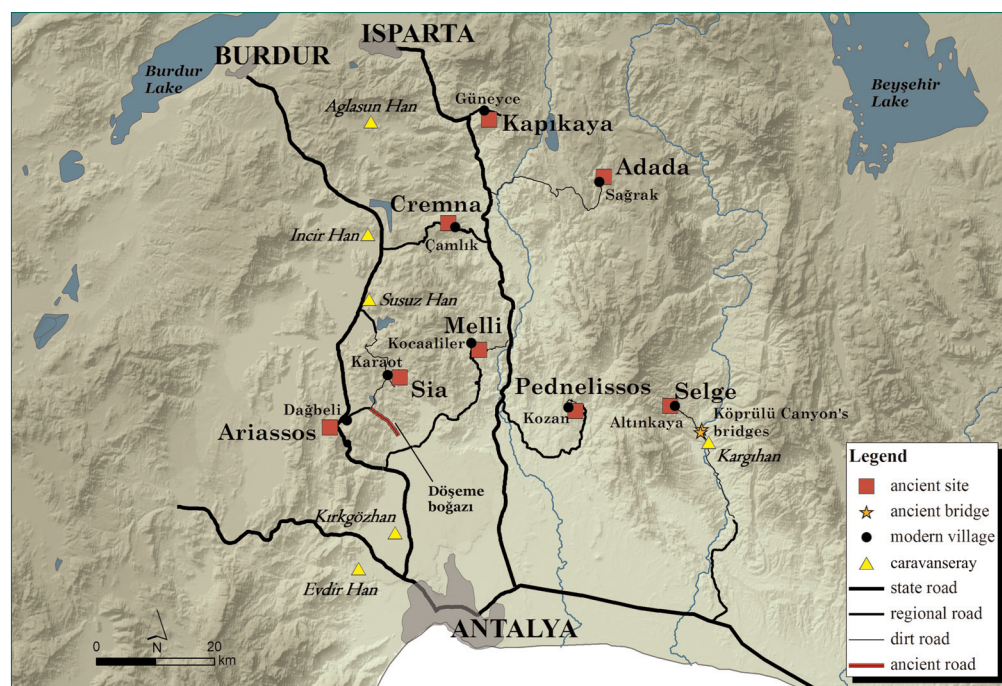 ISPARTA
BURDUR
Burdur
Lake
Beyşehir
Lake
Güneyce
Aglasun Han
Kapıkaya
Adada
Sağrak
Cremna
Incir Han
Çamlık
Susuz Han
Melli
Kocaaliler
Karaot
Sia
Pednelissos
Selge
Dağbeli
Kozan
Altınkaya
Köprülü Canyon's
bridges
Ariassos
Kargıhan
Döşeme
boğazı
Kırkgözhan
Evdir Han
ANTALYA
N
0
20
km
Legend
ancient site
ancient bridge
modern village
caravanseray
state road
regional road
dirt road
ancient road